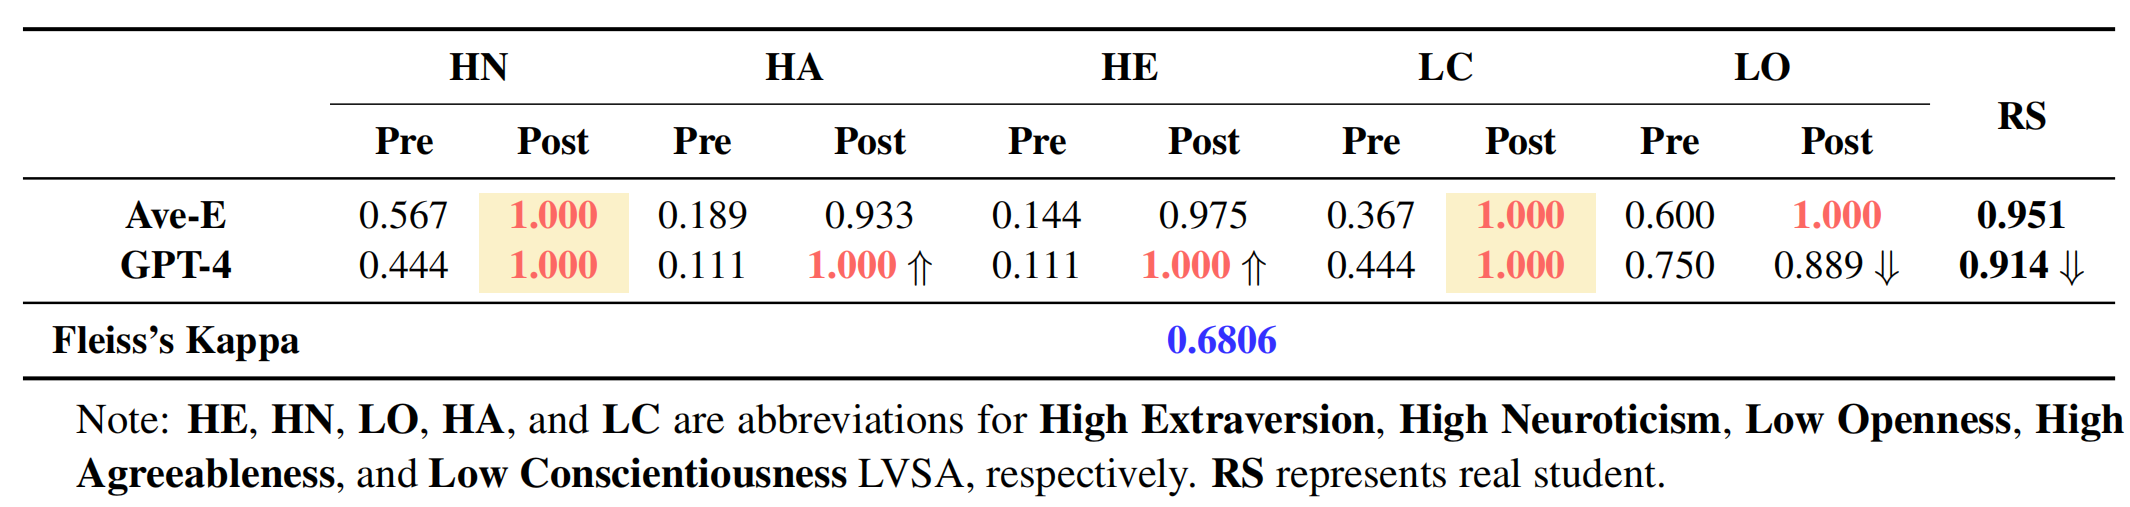 HN HA HE LC LO RS
Pre Post Pre Post Pre Post Pre Post Pre Post
Ave-E 0.567 1.000 0.189 0.933 0.144 0.975 0.367 1.000 0.600 1.000 0.951
GPT-4 0.444 1.000 0.111 1.000 ⇑ 0.111 1.000 ⇑ 0.444 1.000 0.750 0.889 ⇓ 0.914 ⇓
Fleiss's Kappa 0.6806
Note: HE, HN, LO, HA, and LC are abbreviations for High Extraversion, High Neuroticism, Low Openness, High
Agreeableness, and Low Conscientiousness LVSA, respectively. RS represents real student.